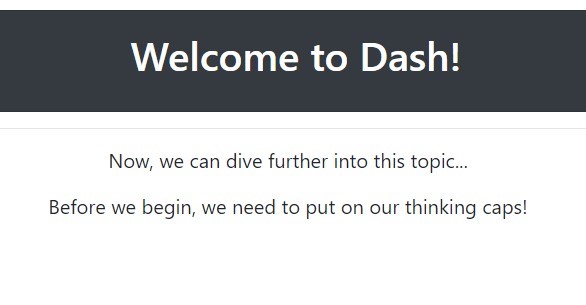 Welcome to Dash!
Now, we can dive further into this topic...
Before we begin, we need to put on our thinking caps!